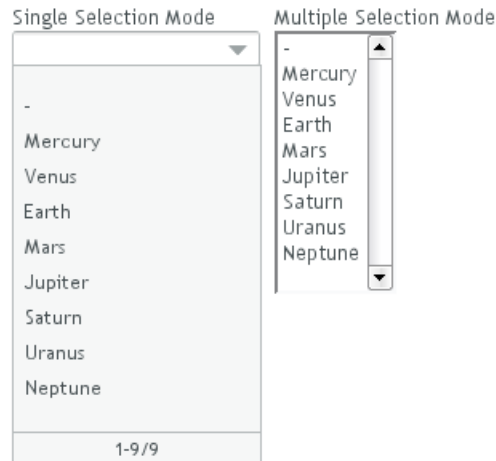 Single Selection Mode
-
Mercury
Venus
Earth
Mars
Jupiter
Saturn
Uranus
Neptune
1-9/9
Multiple Selection Mode
-
Mercury
Venus
Earth
Mars
Jupiter
Saturn
Uranus
Neptune